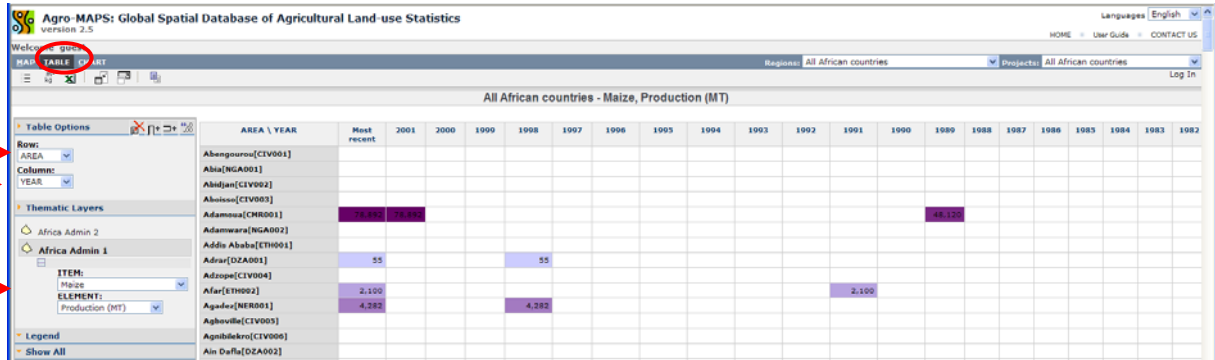 Agro-MAPS: Global Spatial Database of Agricultural Land-use Statistics
version 2.5
Languages English
HOME User Guide CONTACT US
Welcome guest
MAP TABLE CHART
Regions: All African countries Projects: All African countries
Log In
All African countries - Maize, Production (MT)
Table Options
Row:
AREA
Column:
YEAR
Thematic Layers
Africa Admin 2
Africa Admin 1
ITEM:
Maize
ELEMENT:
Production (MT)
Legend
Show All
AREA \ YEAR Most recent 2001 2000 1999 1998 1997 1996 1995 1994 1993 1992 1991 1990 1989 1988 1987 1986 1985 1984 1983 1982
Abengourou[CIV001]
Abia[NGA001]
Abidjan[CIV002]
Aboisso[CIV003]
Adamoua[CMR001] 48,120
Adamwara[NGA002]
Addis Ababa[ETH001]
Adrar[DZA001] 55 55
Adzope[CIV004]
Afar[ETH002] 2,100 2,100
Agadez[NER001] 4,282 4,282
Agboville[CIV005]
Agnibilekro[CIV006]
Ain Dafla[DZA002]